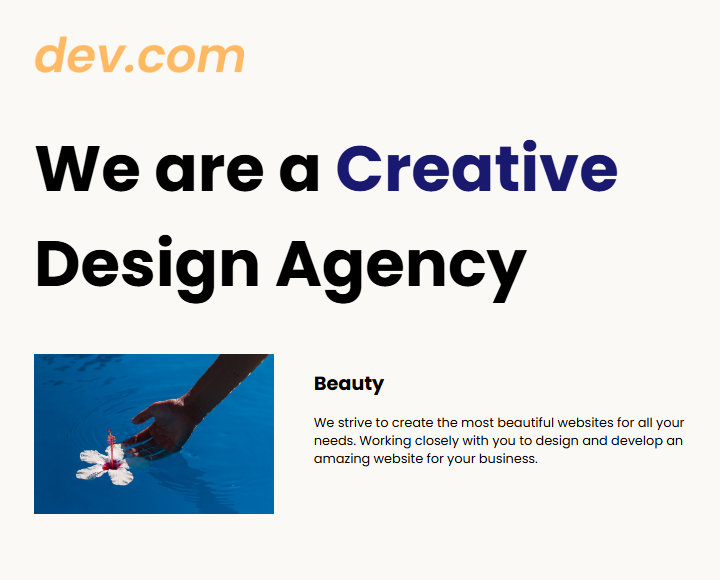 dev.com
We are a Creative
Design Agency
Beauty
We strive to create the most beautiful websites for all your
needs. Working closely with you to design and develop an
amazing website for your business.